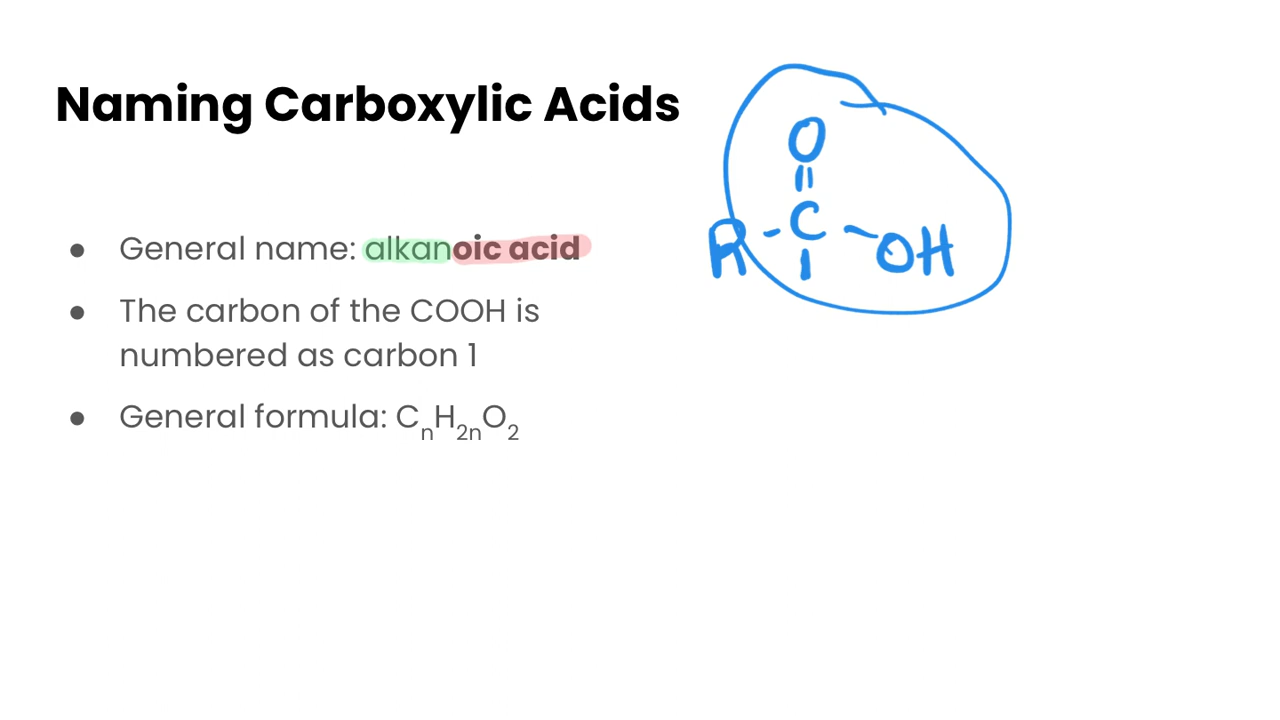 Naming Carboxylic Acids
● General name: alkanoic acid
● The carbon of the COOH is
numbered as carbon 1
● General formula: CₙH₂ₙO₂
O
||
R - C - OH
|